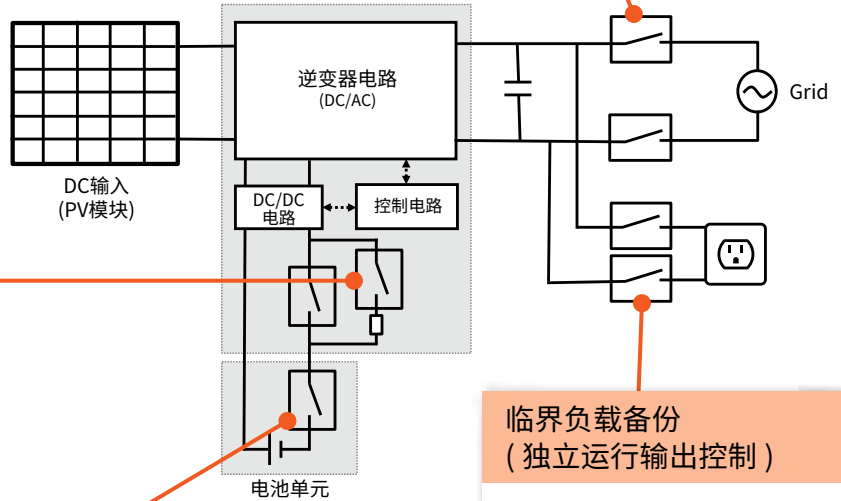 逆变器电路
(DC/AC)
Grid
DC输入
(PV模块)
DC/DC
电路
控制电路
临界负载备份
( 独立运行输出控制 )
电池单元